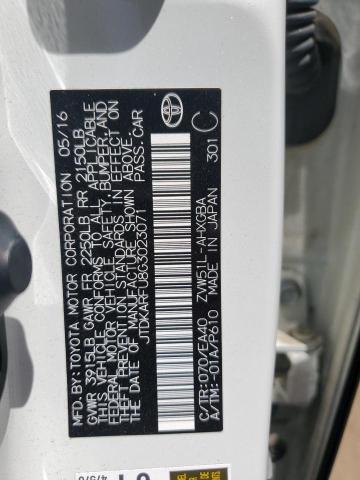 MFD.BY:TOYOTA MOTOR CORPORATION 05/16
GVWR 3915LB GAWR FR 2250LB RR 2150LB
THIS VEHICLE CONFORMS TO ALL APPLICABLE
FEDERAL MOTOR VEHICLE SAFETY, BUMPER, AND
THEFT PREVENTION STANDARDS IN EFFECT ON
THE DATE OF MANUFACTURE SHOWN ABOVE.
JTDKARFU8G3023071 PASS.CAR
C/TR:070/EA40 ZVW51L-AHXGBA
A/TM:-01A/P610 MADE IN JAPAN 301 C